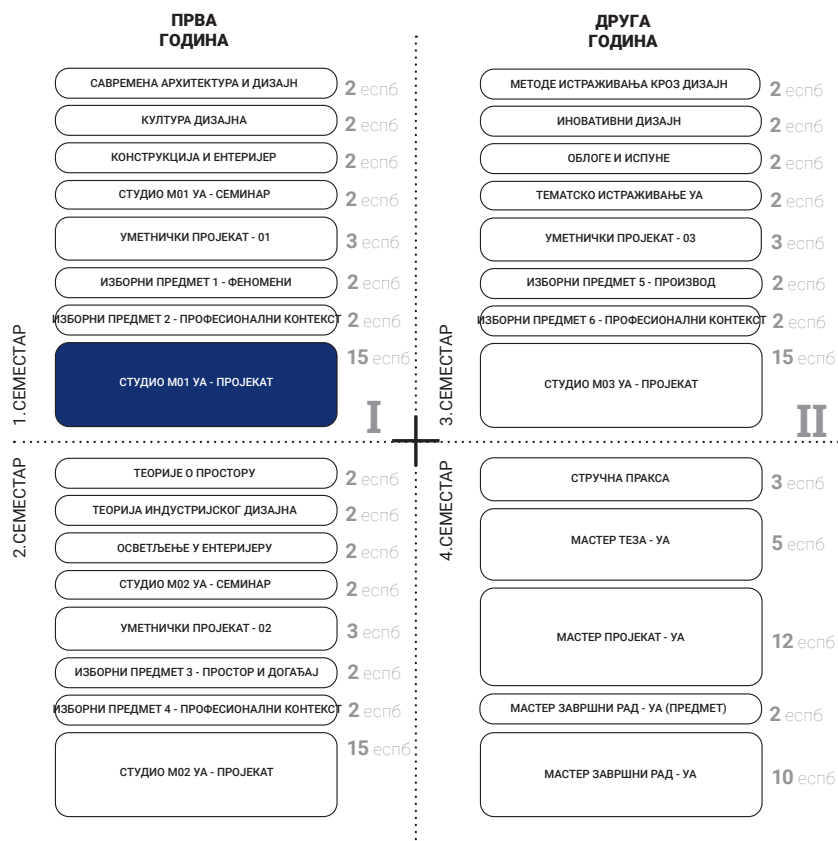 ПРВА
ГОДИНА
1.СЕМЕСТАР
САВРЕМЕНА АРХИТЕКТУРА И ДИЗАЈН 2 еспб
КУЛТУРА ДИЗАЈНА 2 еспб
КОНСТРУКЦИЈА И ЕНТЕРИЈЕР 2 еспб
СТУДИО М01 УА - СЕМИНАР 2 еспб
УМЕТНИЧКИ ПРОЈЕКАТ - 01 3 еспб
ИЗБОРНИ ПРЕДМЕТ 1 - ФЕНОМЕНИ 2 еспб
ИЗБОРНИ ПРЕДМЕТ 2 - ПРОФЕСИОНАЛНИ КОНТЕКСТ 2 еспб
СТУДИО М01 УА - ПРОЈЕКАТ 15 еспб
I
2.СЕМЕСТАР
ТЕОРИЈЕ О ПРОСТОРУ 2 еспб
ТЕОРИЈА ИНДУСТРИЈСКОГ ДИЗАЈНА 2 еспб
ОСВЕТЉЕЊЕ У ЕНТЕРИЈЕРУ 2 еспб
СТУДИО М02 УА - СЕМИНАР 2 еспб
УМЕТНИЧКИ ПРОЈЕКАТ - 02 3 еспб
ИЗБОРНИ ПРЕДМЕТ 3 - ПРОСТОР И ДОГАЂАЈ 2 еспб
ИЗБОРНИ ПРЕДМЕТ 4 - ПРОФЕСИОНАЛНИ КОНТЕКСТ 2 еспб
СТУДИО М02 УА - ПРОЈЕКАТ 15 еспб
ДРУГА
ГОДИНА
3.СЕМЕСТАР
МЕТОДЕ ИСТРАЖИВАЊА КРОЗ ДИЗАЈН 2 еспб
ИНОВАТИВНИ ДИЗАЈН 2 еспб
ОБЛОГЕ И ИСПУНЕ 2 еспб
ТЕМАТСКО ИСТРАЖИВАЊЕ УА 2 еспб
УМЕТНИЧКИ ПРОЈЕКАТ - 03 3 еспб
ИЗБОРНИ ПРЕДМЕТ 5 - ПРОИЗВОД 2 еспб
ИЗБОРНИ ПРЕДМЕТ 6 - ПРОФЕСИОНАЛНИ КОНТЕКСТ 2 еспб
СТУДИО М03 УА - ПРОЈЕКАТ 15 еспб
II
4.СЕМЕСТАР
СТРУЧНА ПРАКСА 3 еспб
МАСТЕР ТЕЗА - УА 5 еспб
МАСТЕР ПРОЈЕКАТ - УА 12 еспб
МАСТЕР ЗАВРШНИ РАД - УА (ПРЕДМЕТ) 2 еспб
МАСТЕР ЗАВРШНИ РАД - УА 10 еспб